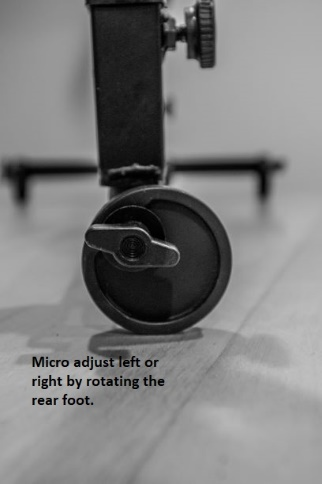 Micro adjust left or
right by rotating the
rear foot.